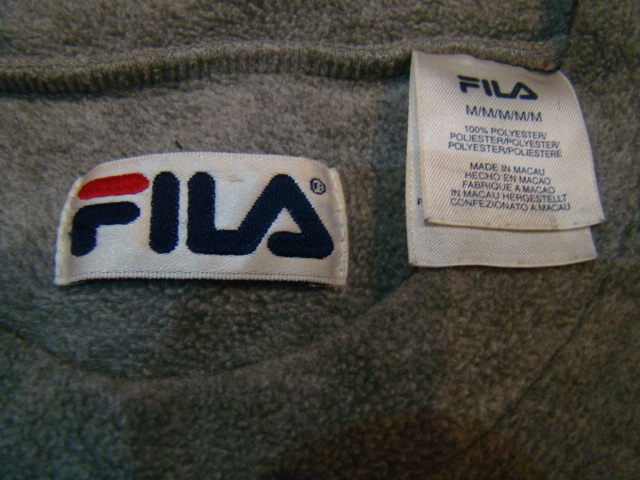 FILA®
FILA
M/M/M/M/M
100% POLYESTER/
POLIESTER/POLYESTER/
POLYESTER/POLIESTERE
MADE IN MACAU
HECHO EN MACAO
FABRIQUE A MACAO
IN MACAU HERGESTELLT
CONFEZIONATO A MACAU